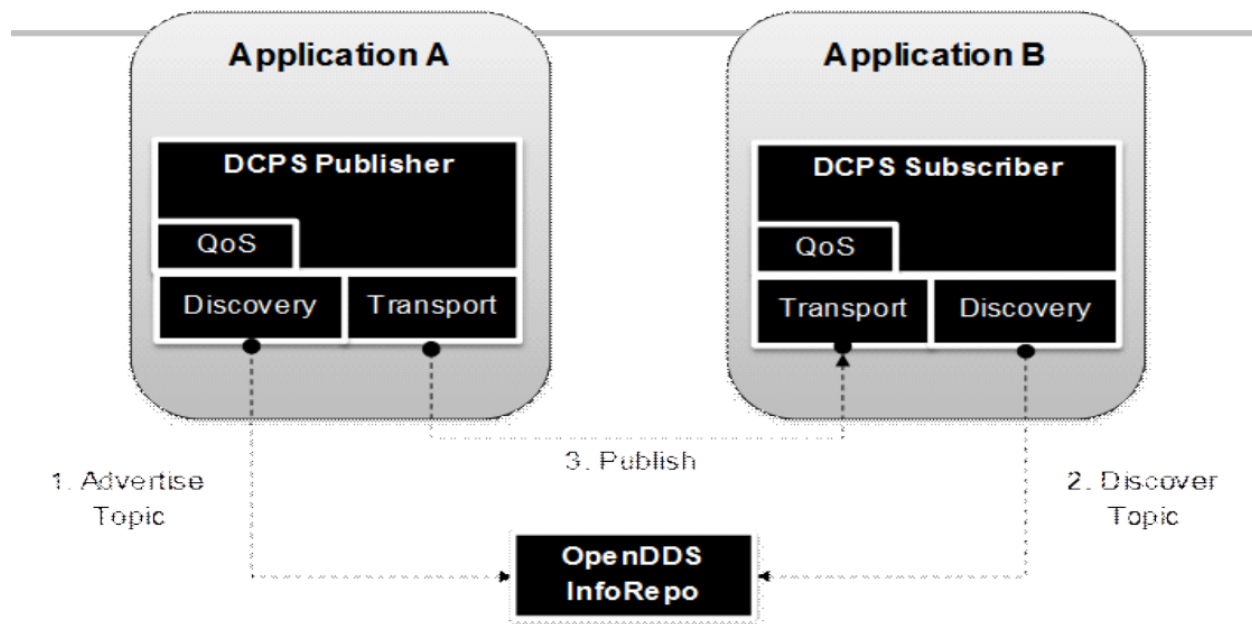 Application A
DCPS Publisher
QoS
Discovery
Transport
Application B
DCPS Subscriber
QoS
Transport
Discovery
1. Advertise
Topic
3. Publish
2. Discover
Topic
OpenDDS
InfoRepo